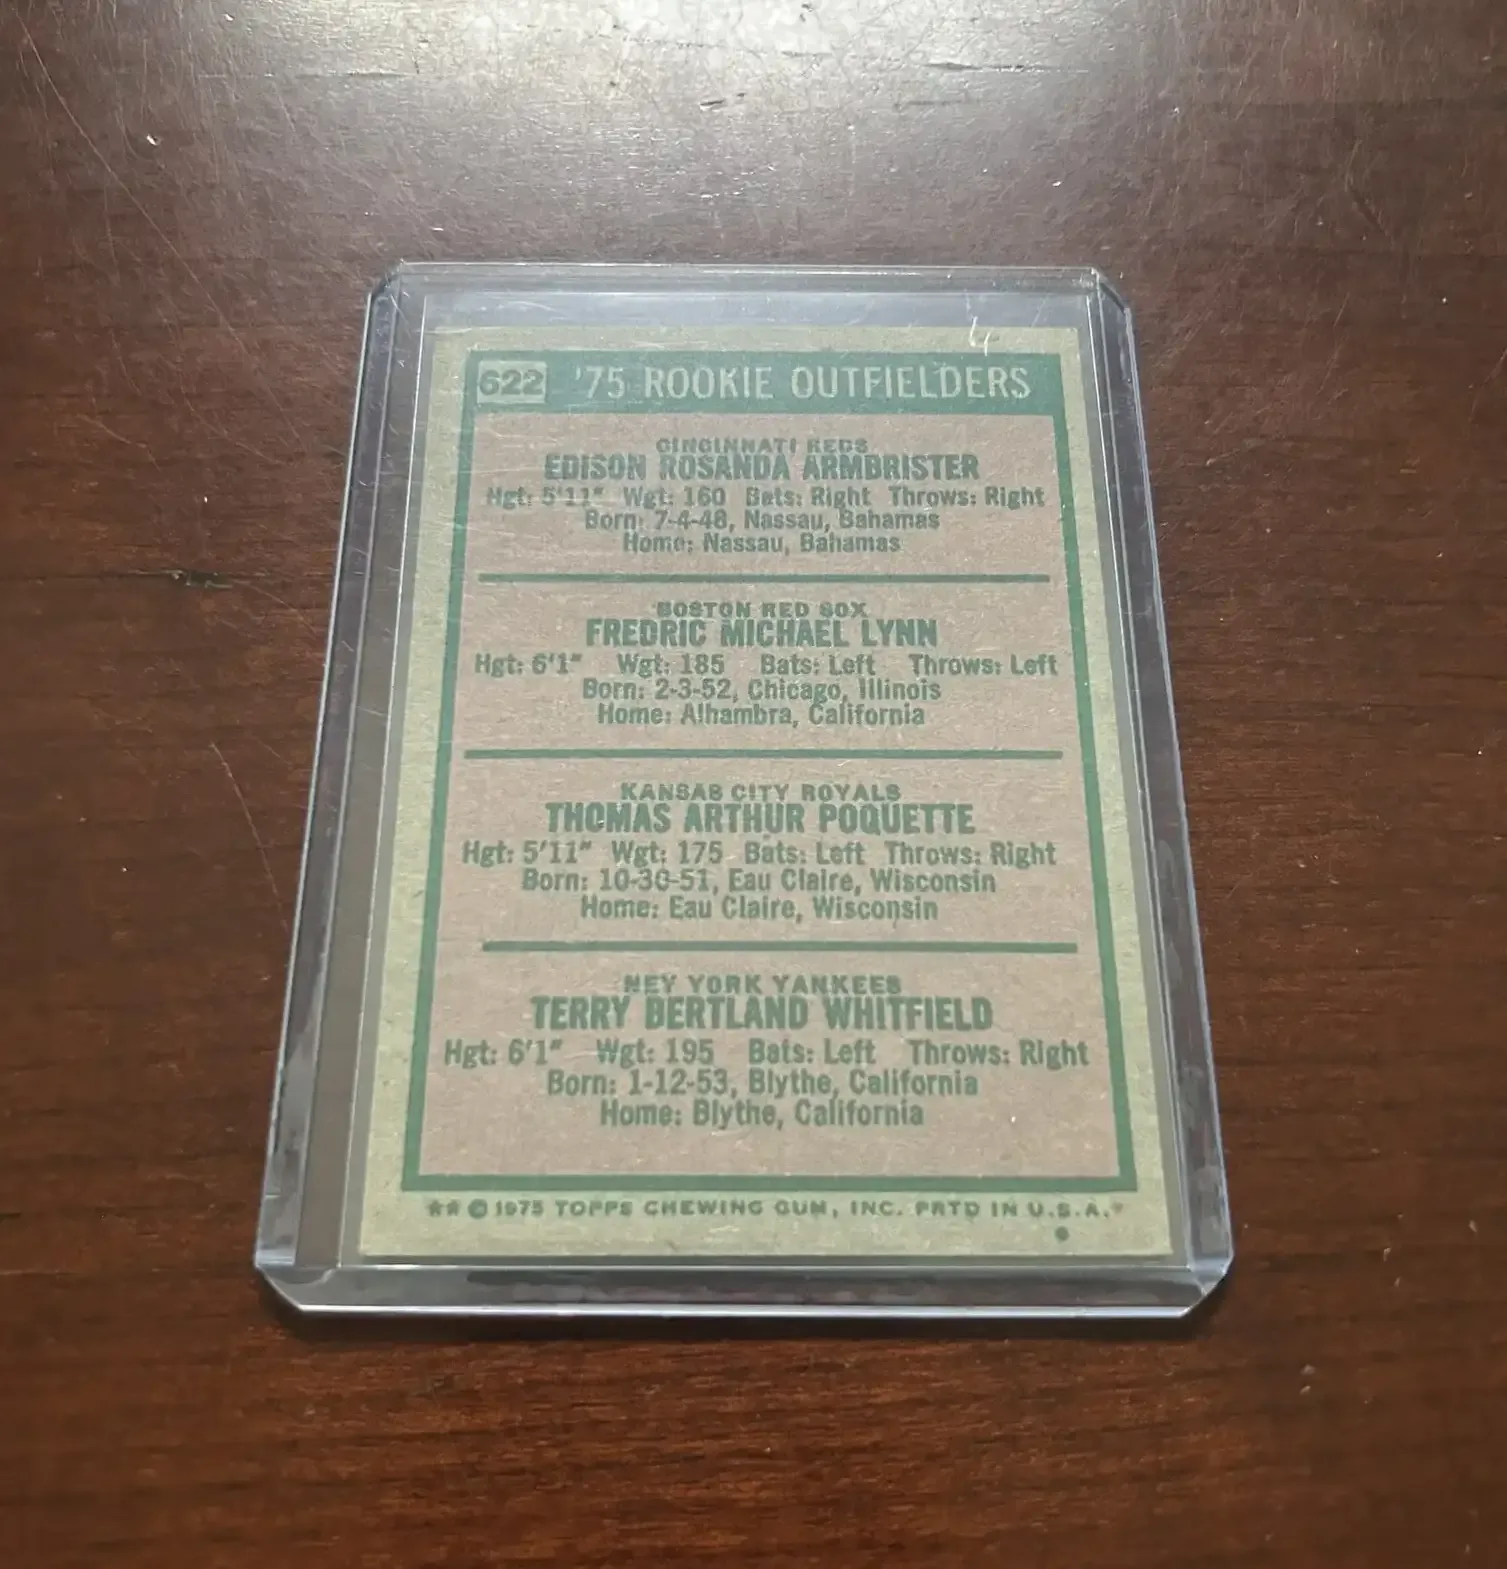 622 '75 ROOKIE OUTFIELDERS
CINCINNATI REDS
EDISON ROSANDA ARMBRISTER
Hgt: 5'11" Wgt: 160 Bats: Right Throws: Right
Born: 7-4-48, Nassau, Bahamas
Home: Nassau, Bahamas
BOSTON RED SOX
FREDRIC MICHAEL LYNN
Hgt: 6'1" Wgt: 185 Bats: Left Throws: Left
Born: 2-3-52, Chicago, Illinois
Home: Alhambra, California
KANSAS CITY ROYALS
THOMAS ARTHUR POQUETTE
Hgt: 5'11" Wgt: 175 Bats: Left Throws: Right
Born: 10-30-51, Eau Claire, Wisconsin
Home: Eau Claire, Wisconsin
NEW YORK YANKEES
TERRY BERTLAND WHITFIELD
Hgt: 6'1" Wgt: 195 Bats: Left Throws: Right
Born: 1-12-53, Blythe, California
Home: Blythe, California
** © 1975 TOPPS CHEWING GUM, INC. PRTD IN U.S.A.